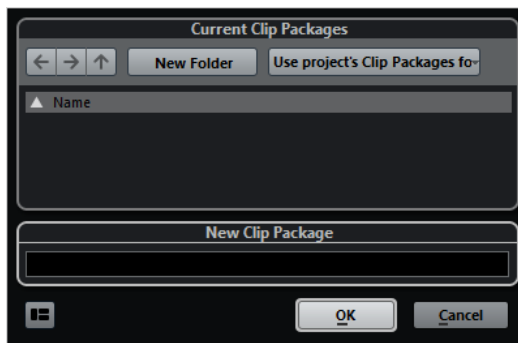 Current Clip Packages
New Folder
Use project's Clip Packages fo
Name
New Clip Package
OK
Cancel